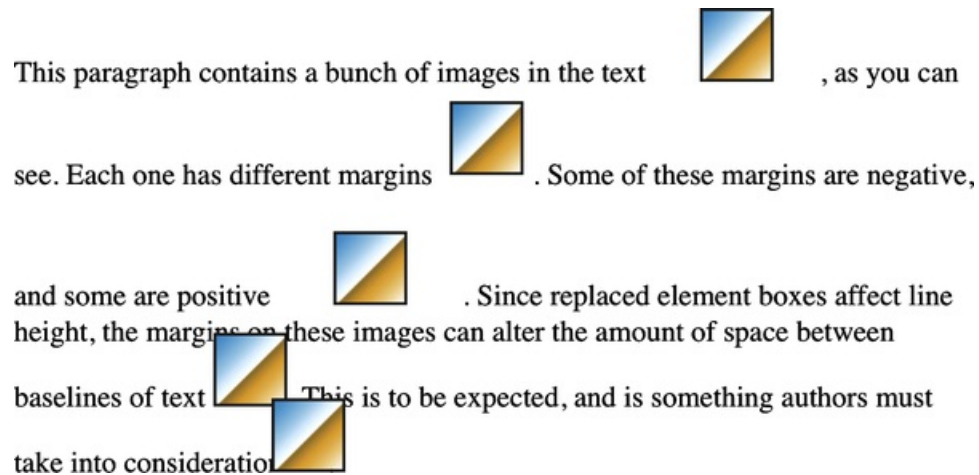 This paragraph contains a bunch of images in the text , as you can
see. Each one has different margins . Some of these margins are negative,
and some are positive . Since replaced element boxes affect line
height, the margins on these images can alter the amount of space between
baselines of text . This is to be expected, and is something authors must
take into consideration